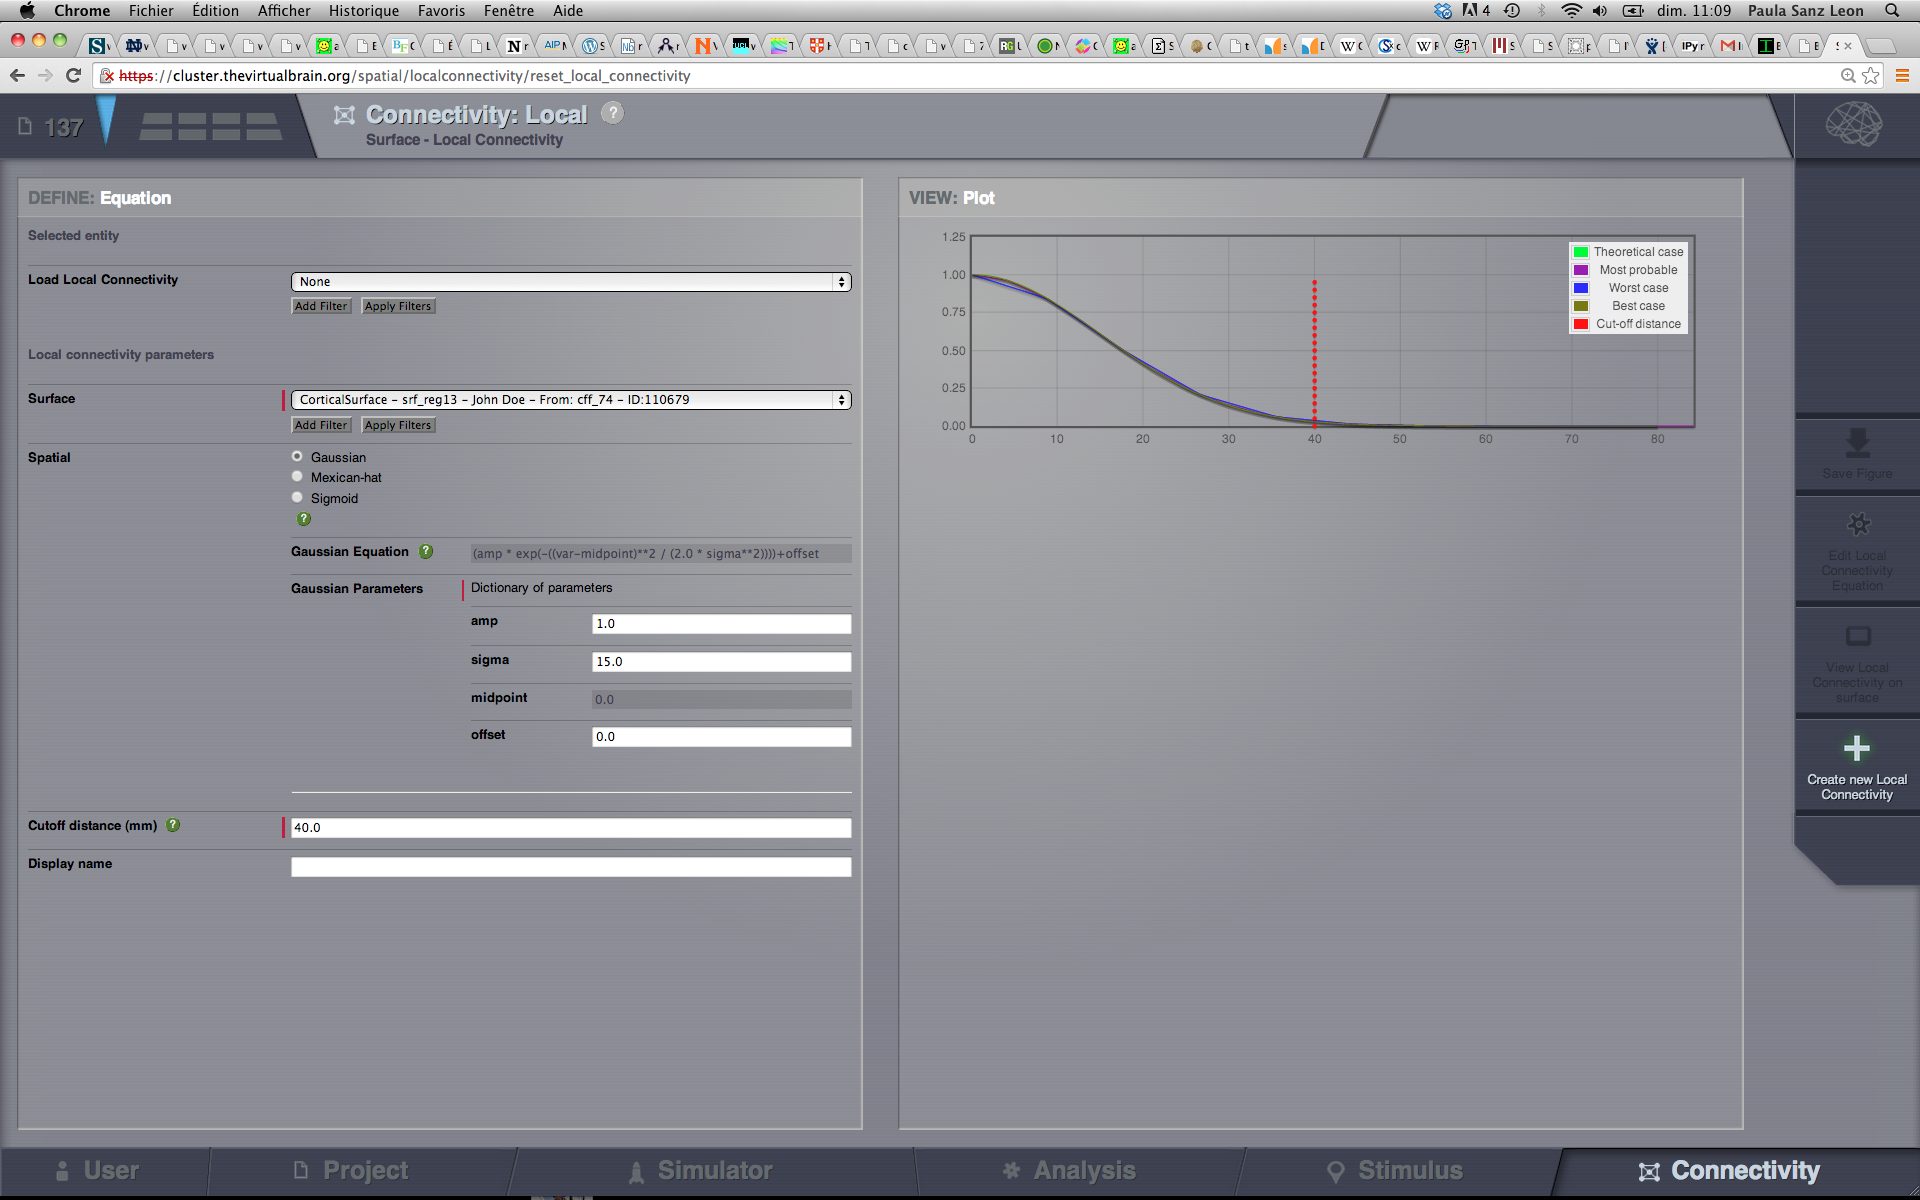 Chrome Fichier Édition Afficher Historique Favoris Fenêtre Aide 4 dim. 11:09 Paula Sanz Leon
https://cluster.thevirtualbrain.org/spatial/localconnectivity/reset_local_connectivity
137
Connectivity: Local ?
Surface - Local Connectivity
DEFINE: Equation
Selected entity
Load Local Connectivity None
Add Filter Apply Filters
Local connectivity parameters
Surface CorticalSurface - srf_reg13 - John Doe - From: cff_74 - ID:110679
Add Filter Apply Filters
Spatial Gaussian
Mexican-hat
Sigmoid
?
Gaussian Equation ? (amp * exp(-((var-midpoint)**2 / (2.0 * sigma**2))))+offset
Gaussian Parameters Dictionary of parameters
amp 1.0
sigma 15.0
midpoint 0.0
offset 0.0
Cutoff distance (mm) ? 40.0
Display name
VIEW: Plot
1.25
1.00
0.75
0.50
0.25
0.00
0 10 20 30 40 50 60 70 80
Theoretical case
Most probable
Worst case
Best case
Cut-off distance
Save Figure
Edit Local
Connectivity
Equation
View Local
Connectivity on
surface
Create new Local
Connectivity
User Project Simulator Analysis Stimulus Connectivity